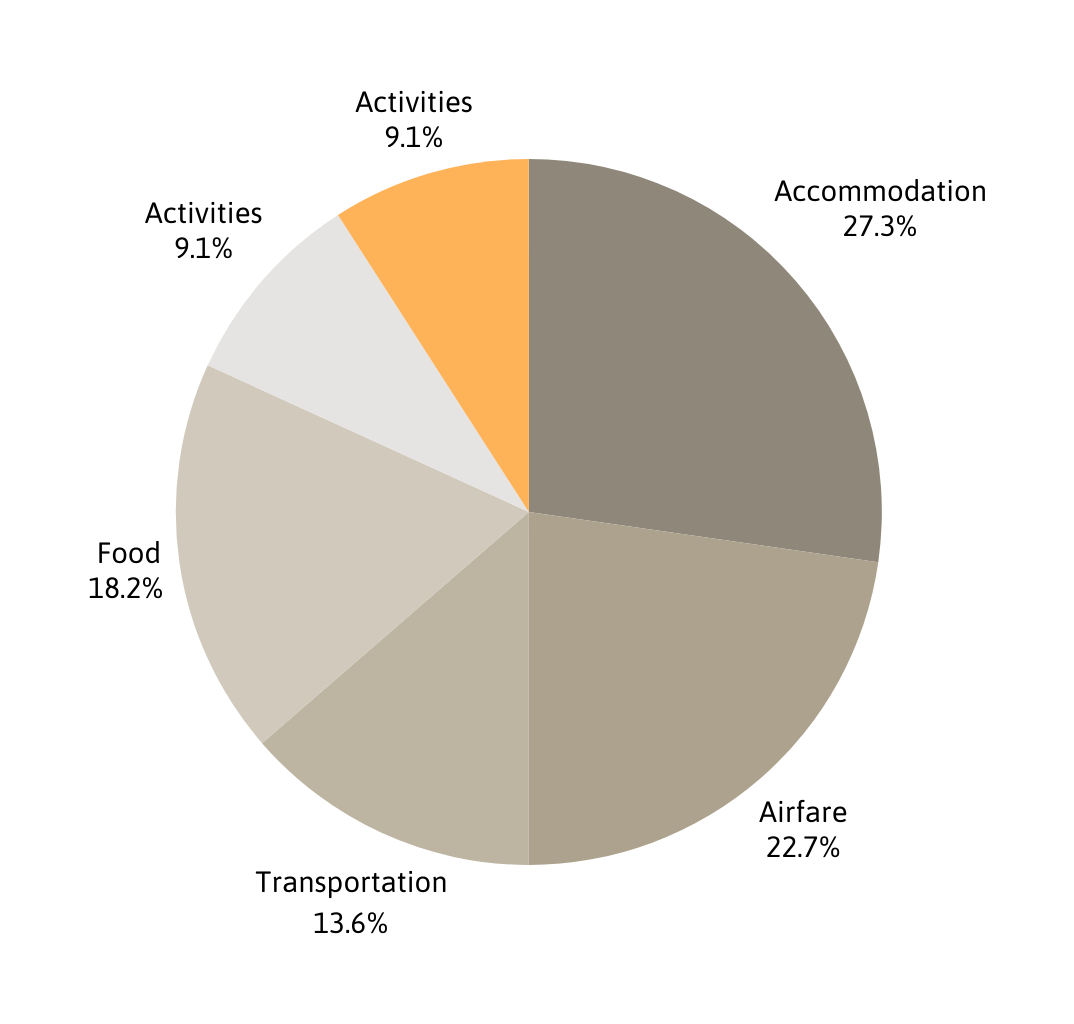 Activities
9.1%
Accommodation
27.3%
Activities
9.1%
Food
18.2%
Airfare
22.7%
Transportation
13.6%